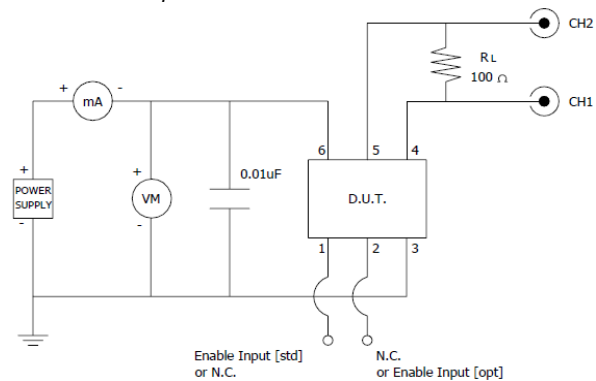 CH2
RL
100 Ω
CH1
+ mA -
6 5 4
0.01uF
+
POWER
SUPPLY
-
+
VM
-
D.U.T.
1 2 3
Enable Input [std]
or N.C.
N.C.
or Enable Input [opt]